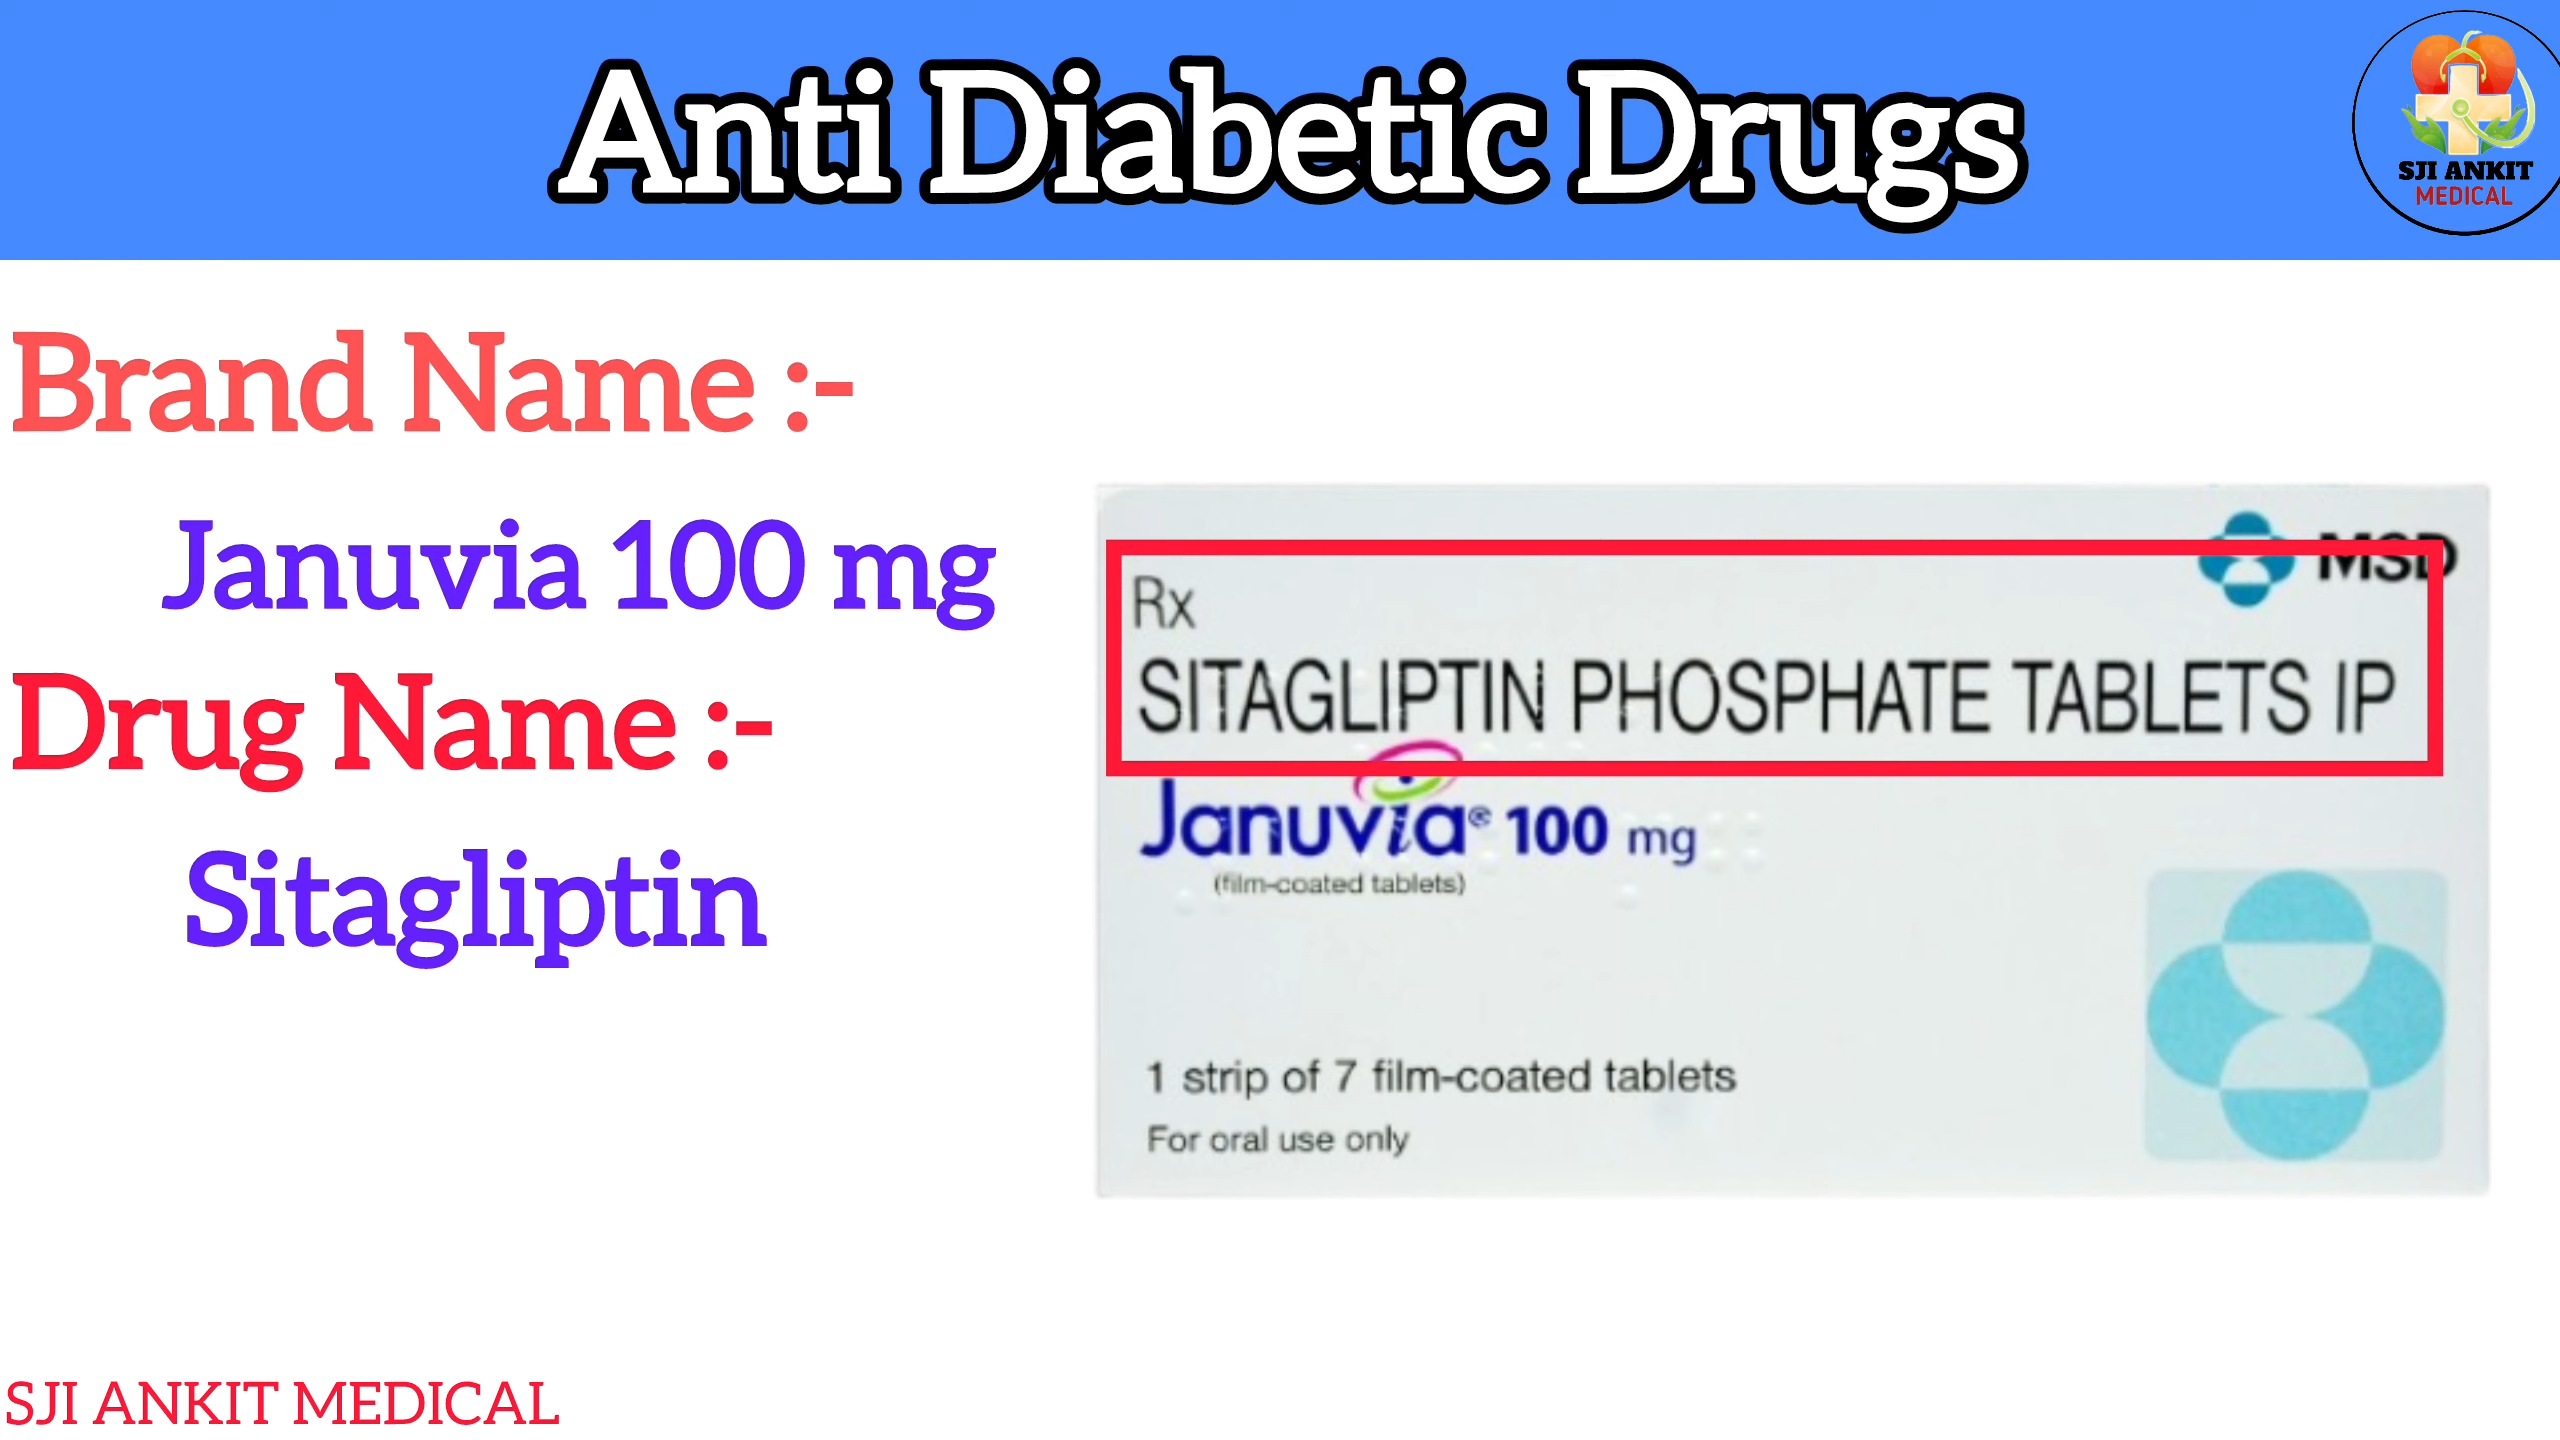 Anti Diabetic Drugs
SJI ANKIT
MEDICAL
Brand Name :-
Januvia 100 mg
Drug Name :-
Sitagliptin
MSD
Rx
SITAGLIPTIN PHOSPHATE TABLETS IP
Januvia® 100 mg
(film-coated tablets)
1 strip of 7 film-coated tablets
For oral use only
SJI ANKIT MEDICAL